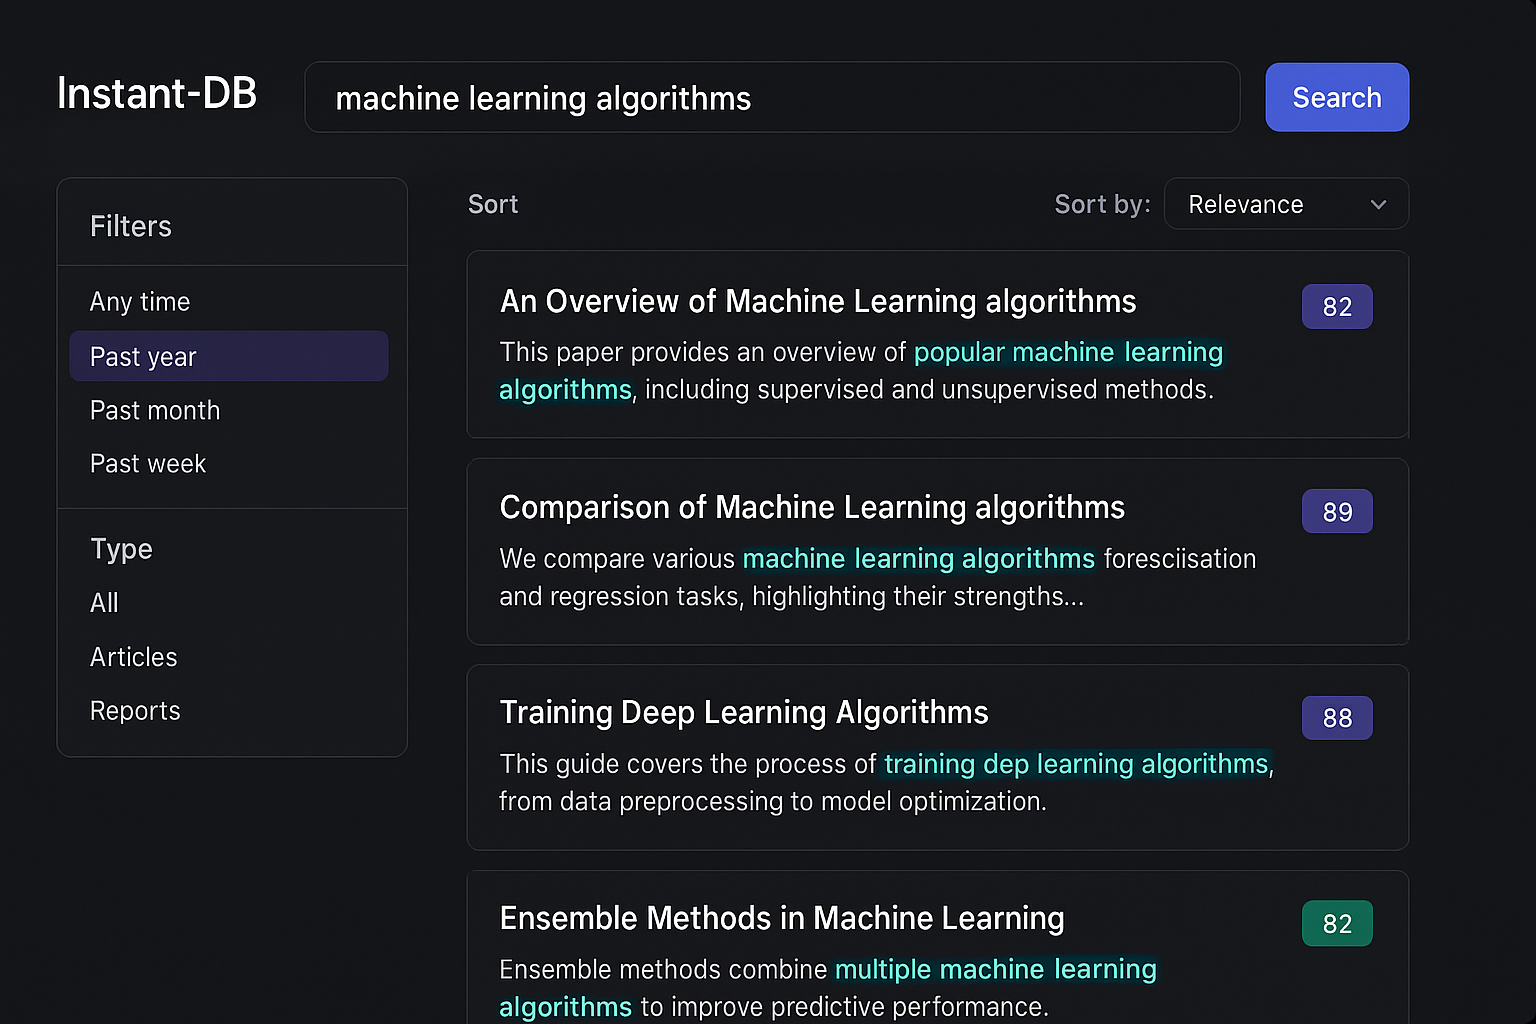 Instant-DB
machine learning algorithms
Search
Filters
Any time
Past year
Past month
Past week
Type
All
Articles
Reports
Sort
Sort by: Relevance
An Overview of Machine Learning algorithms
82
This paper provides an overview of popular machine learning
algorithms, including supervised and unsupervised methods.
Comparison of Machine Learning algorithms
89
We compare various machine learning algorithms foresciisation
and regression tasks, highlighting their strengths...
Training Deep Learning Algorithms
88
This guide covers the process of training dep learning algorithms,
from data preprocessing to model optimization.
Ensemble Methods in Machine Learning
82
Ensemble methods combine multiple machine learning
algorithms to improve predictive performance.